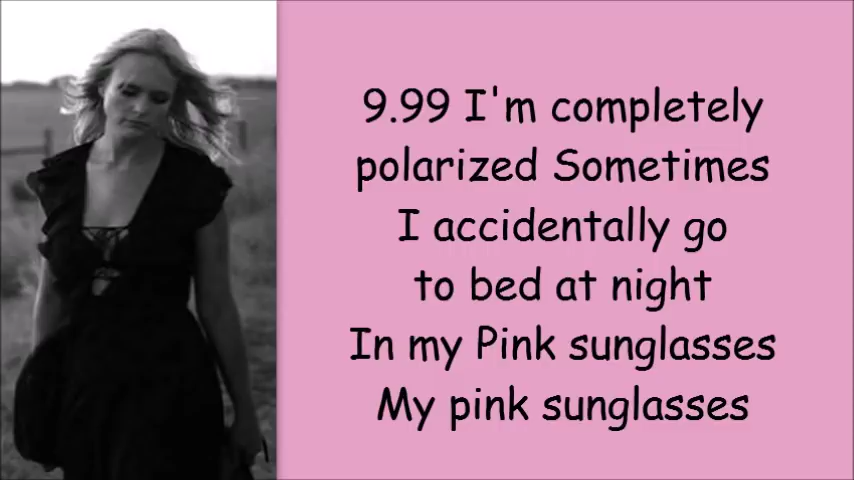 9.99 I'm completely
polarized Sometimes
I accidentally go
to bed at night
In my Pink sunglasses
My pink sunglasses